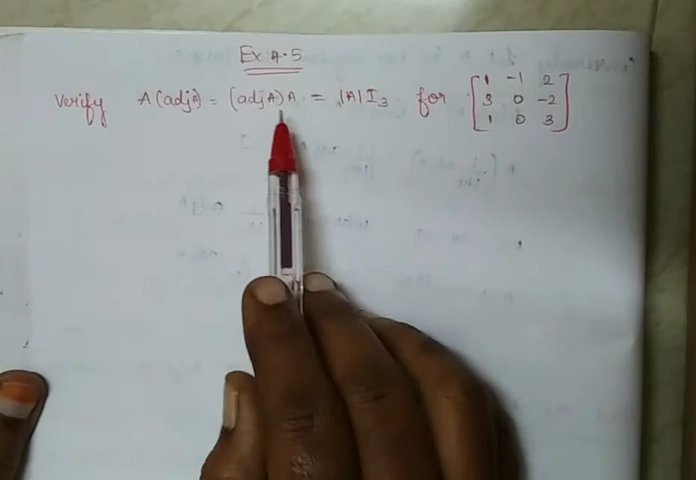 Ex 4.5
Verify A(adjA) = (adjA)A = |A|I3 for [1 -1 2
3 0 -2
1 0 3]